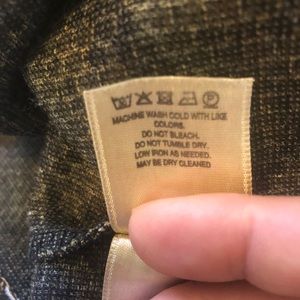 MACHINE WASH COLD WITH LIKE
COLORS.
DO NOT BLEACH.
DO NOT TUMBLE DRY.
LOW IRON AS NEEDED.
MAY BE DRY CLEANED